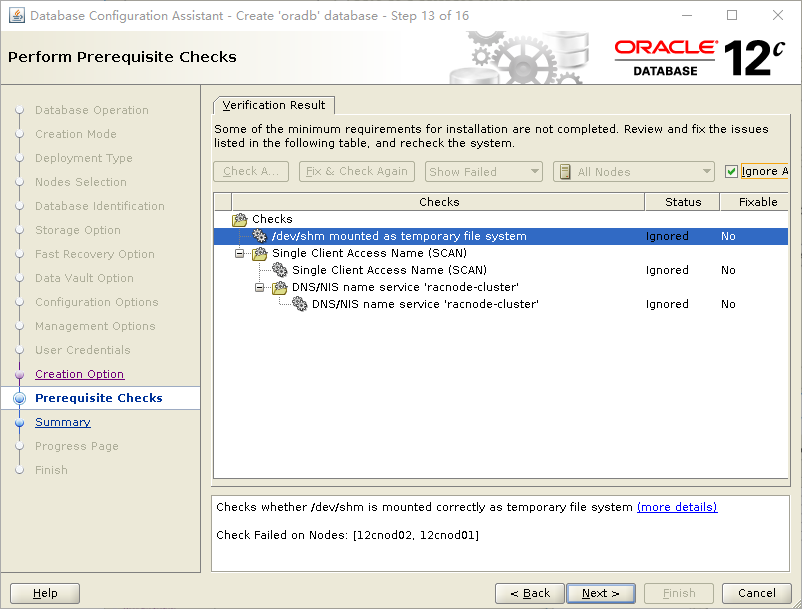 Database Configuration Assistant - Create 'oradb' database - Step 13 of 16
Perform Prerequisite Checks
ORACLE®
DATABASE
12c
Database Operation
Creation Mode
Deployment Type
Nodes Selection
Database Identification
Storage Option
Fast Recovery Option
Data Vault Option
Configuration Options
Management Options
User Credentials
Creation Option
Prerequisite Checks
Summary
Progress Page
Finish
Verification Result
Some of the minimum requirements for installation are not completed. Review and fix the issues
listed in the following table, and recheck the system.
Check A... Fix & Check Again Show Failed All Nodes Ignore A
Checks Status Fixable
Checks
/dev/shm mounted as temporary file system Ignored No
Single Client Access Name (SCAN)
Single Client Access Name (SCAN) Ignored No
DNS/NIS name service 'racnode-cluster'
DNS/NIS name service 'racnode-cluster' Ignored No
Checks whether /dev/shm is mounted correctly as temporary file system (more details)
Check Failed on Nodes: [12cnod02, 12cnod01]
Help < Back Next > Finish Cancel